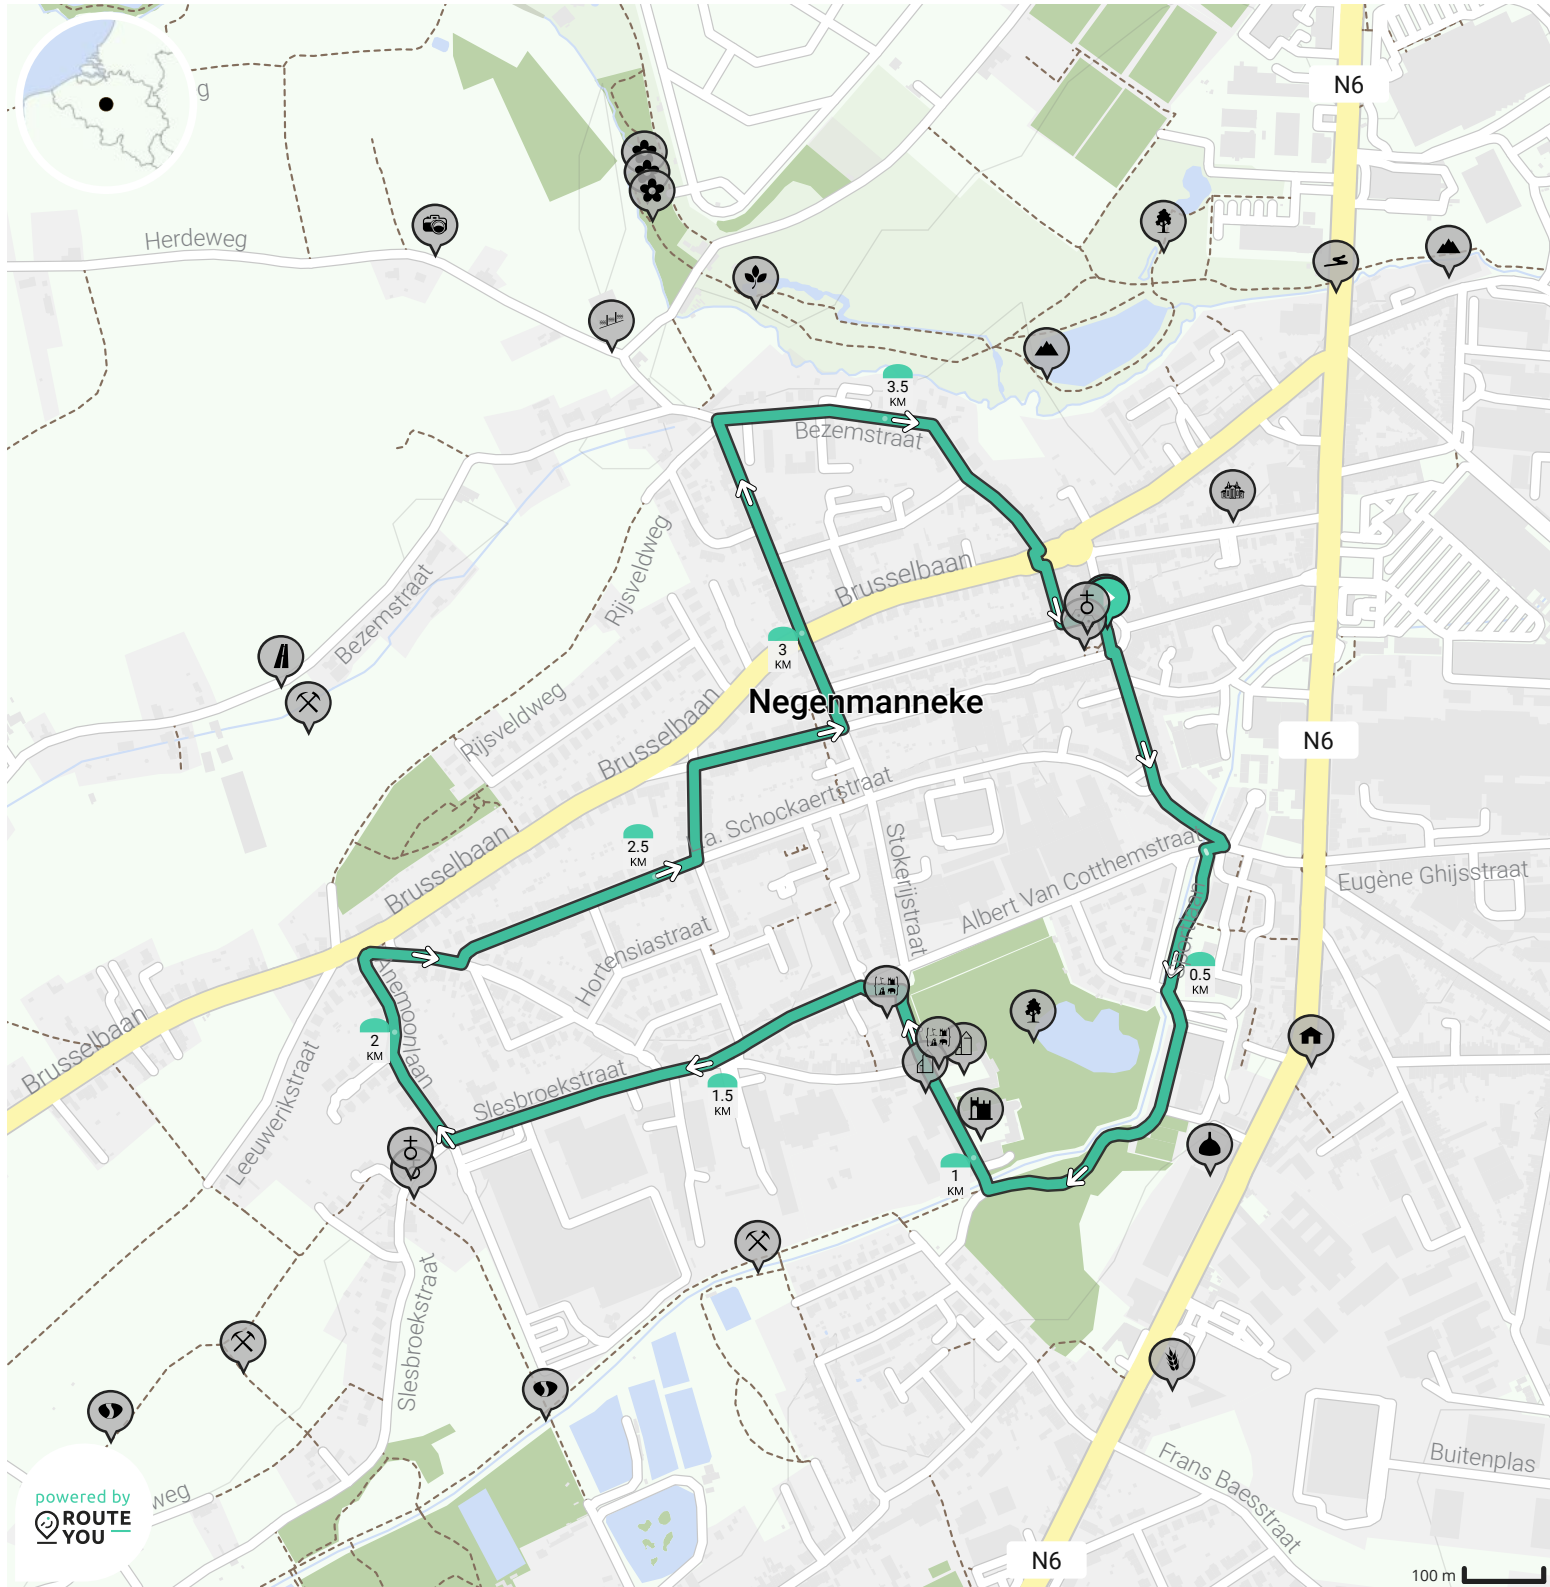 N6
g
Herdeweg
3.5
KM
Bezemstraat
Rijsveldweg
Brusselbaan
Bezemstraat
3
KM
Negenmanneke
N6
Rijsveldweg
Brusselbaan
2.5
KM
a. Schockaertstraat
Stokerijstraat
Albert Van Cotthemstraat
Eugène Ghijsstraat
Brusselbaan
Hortensiastraat
0.5
KM
Anemoonlaan
2
KM
Brusselbaan
Leeuwerikstraat
Slesbroekstraat
1.5
KM
1
KM
Slesbroekstraat
Frans Baesstraat
Buitenplas
weg
powered by
ROUTE
YOU
N6
100 m